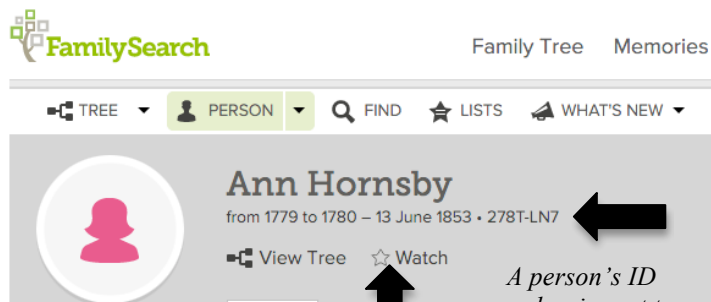 FamilySearch
Family Tree Memories
TREE PERSON FIND LISTS WHAT'S NEW
Ann Hornsby
from 1779 to 1780 – 13 June 1853 • 278T-LN7
View Tree Watch
A person's ID